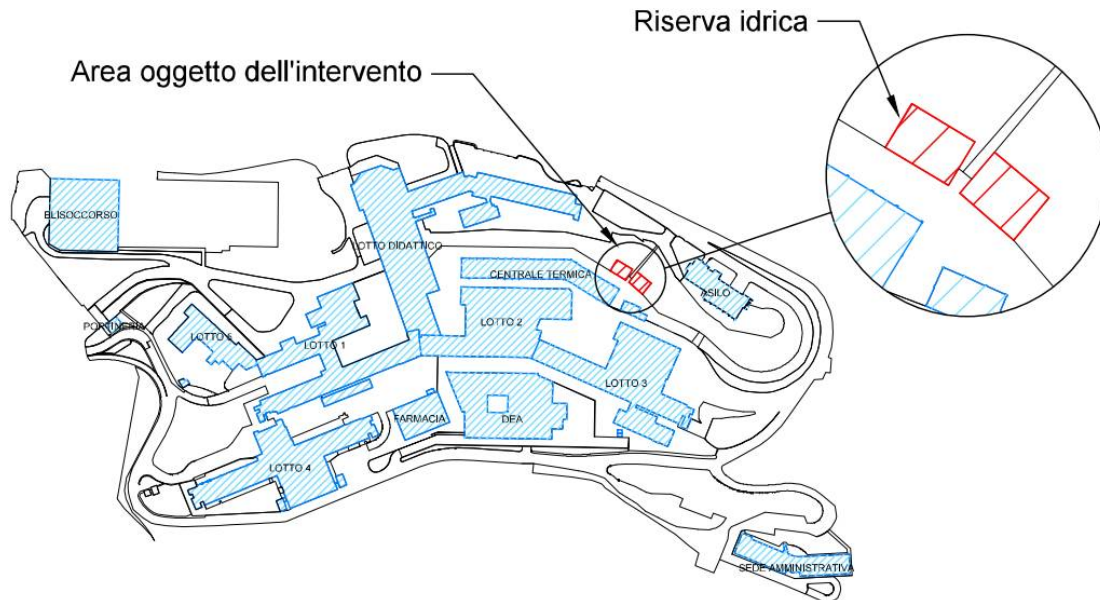 Riserva idrica
Area oggetto dell'intervento
ELISOCCORSO
LOTTO DIDATTICO
CENTRALE TERMICA
ASILO
PORTINERIA
LOTTO 5
LOTTO 1
LOTTO 2
LOTTO 3
FARMACIA
DEA
LOTTO 4
SEDE AMMINISTRATIVA